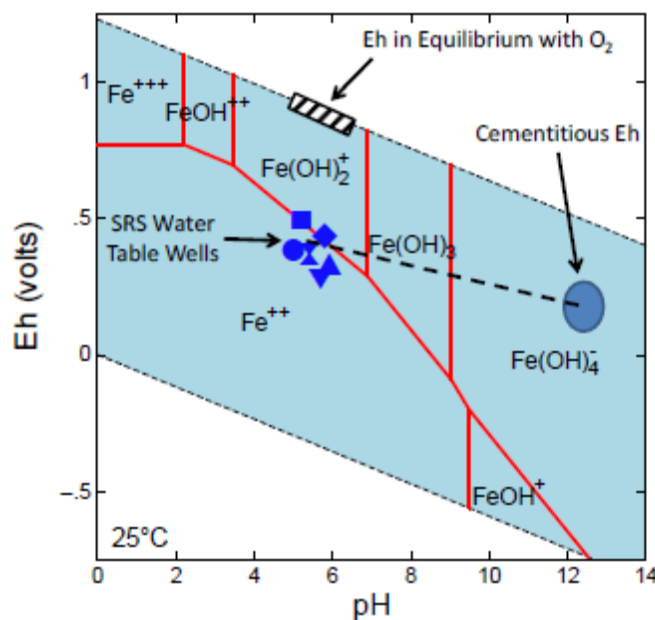 Eh in Equilibrium with O₂
Fe⁺⁺⁺
FeOH⁺⁺
Cementitious Eh
Fe(OH)₂⁺
SRS Water
Table Wells
Fe(OH)₃
Fe⁺⁺
Fe(OH)₄⁻
FeOH⁺
25°C
Eh (volts)
1
.5
0
–.5
0 2 4 6 8 10 12 14
pH